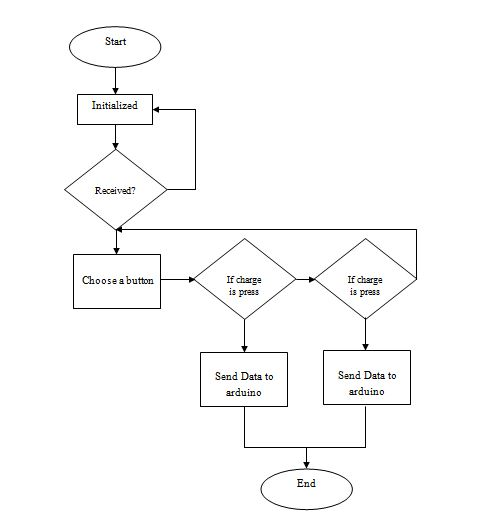 Start
Initialized
Received?
Choose a button
If charge
is press
If charge
is press
Send Data to
arduino
Send Data to
arduino
End